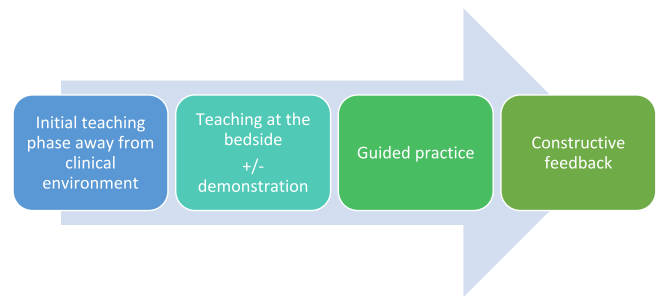 Initial teaching
phase away from
clinical
environment
Teaching at the
bedside
+/-
demonstration
Guided practice
Constructive
feedback